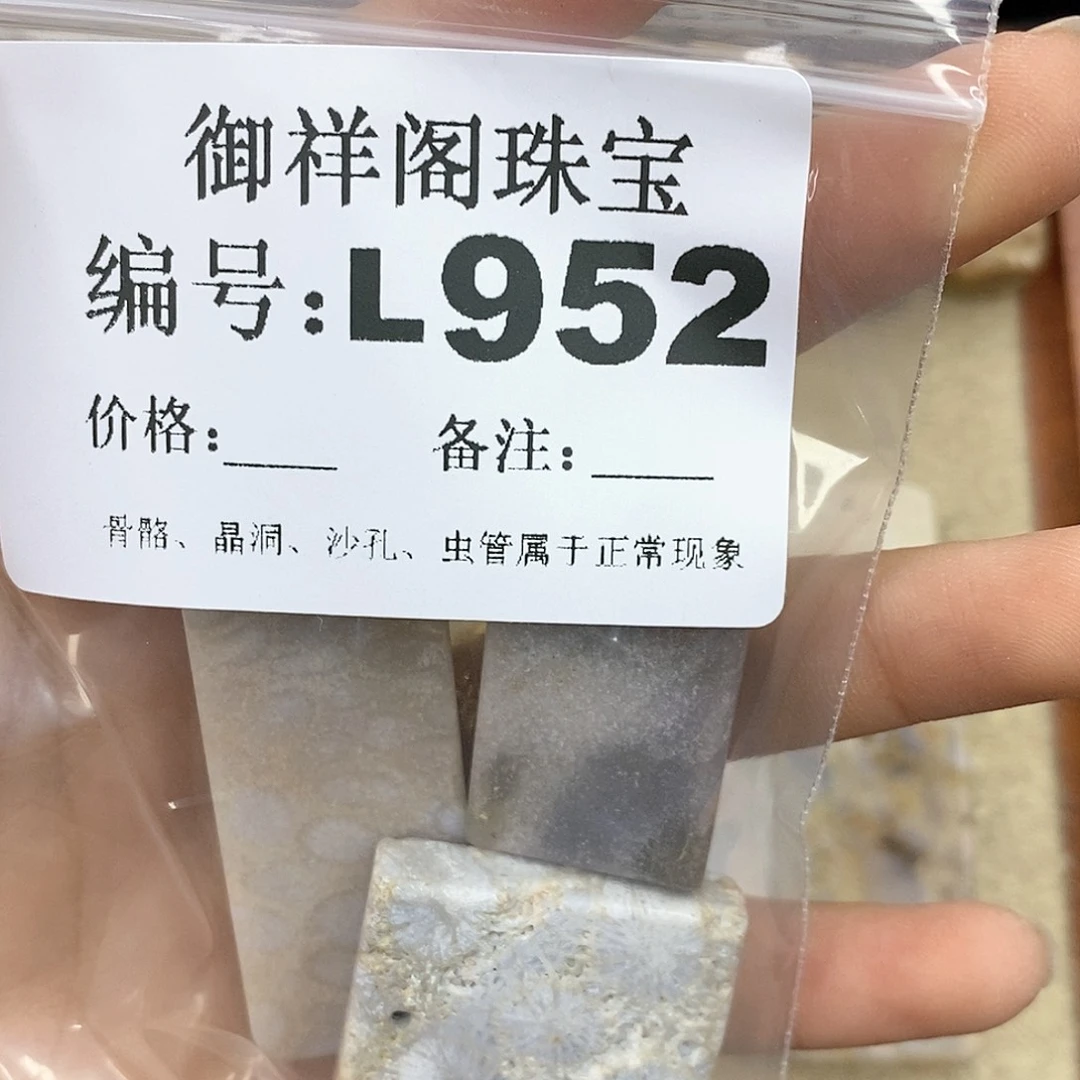 御祥阁珠宝
编号:L952
价格:____ 备注:____
骨骼、晶洞、沙孔、虫管属于正常现象